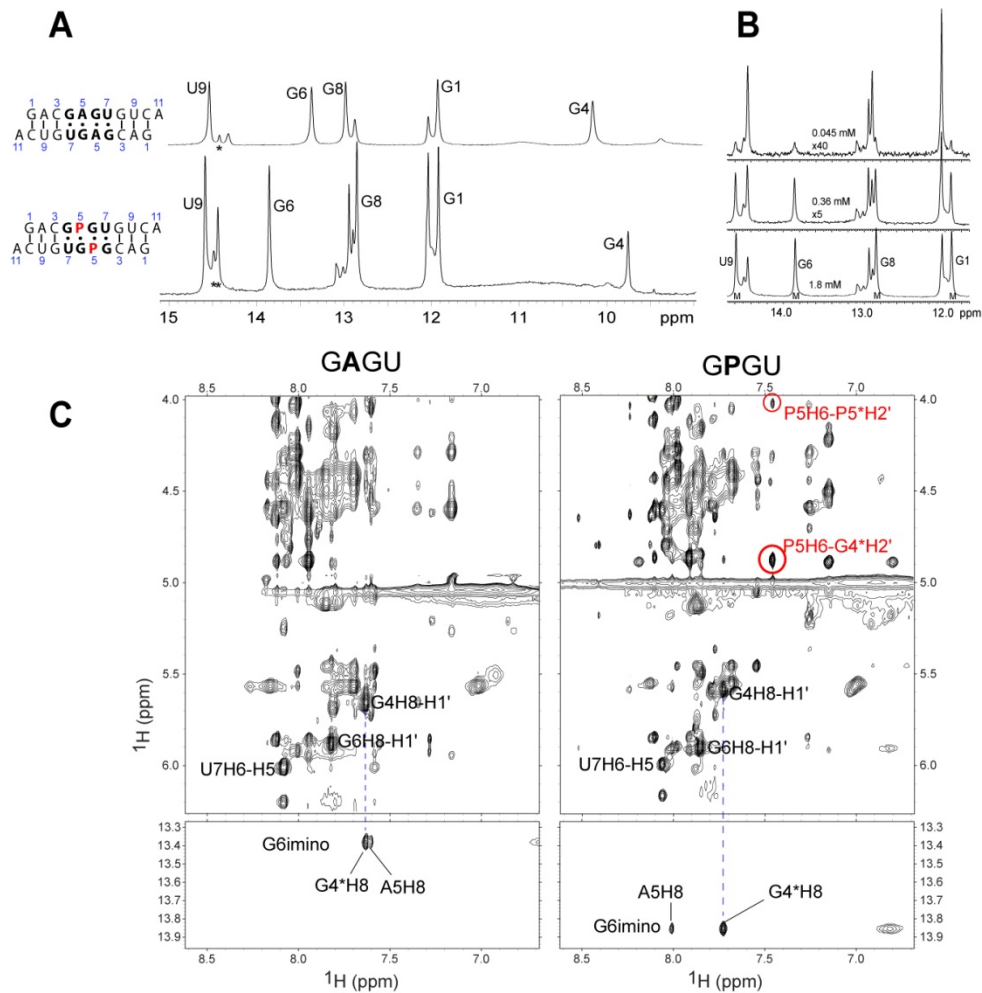 A
1 3 5 7 9 11
GACGAGUGUCA
ACUGUGAGCAG
11 9 7 5 3 1
1 3 5 7 9 11
GACGPGUGUCA
ACUGUGPGCAG
11 9 7 5 3 1
U9 G6 G8 G1 G4
*
U9 G6 G8 G1 G4
**
15 14 13 12 11 10 ppm
B
0.045 mM
x40
0.36 mM
x5
U9 G6 G8 G1
1.8 mM
M M M M
14.0 13.0 12.0 ppm
C
GAGU
8.5 8.0 7.5 7.0
4.0
4.5
5.0
5.5
6.0
¹H (ppm)
G4H8-H1'
G6H8-H1'
U7H6-H5
13.3
13.4
13.5
13.6
13.7
13.8
13.9
G6imino
G4*H8
A5H8
8.5 8.0 7.5 7.0
¹H (ppm)
GPGU
8.5 8.0 7.5 7.0
P5H6-P5*H2'
P5H6-G4*H2'
G4H8-H1'
G6H8-H1'
U7H6-H5
4.0
4.5
5.0
5.5
6.0
A5H8
G4*H8
G6imino
13.3
13.4
13.5
13.6
13.7
13.8
13.9
8.5 8.0 7.5 7.0
¹H (ppm)